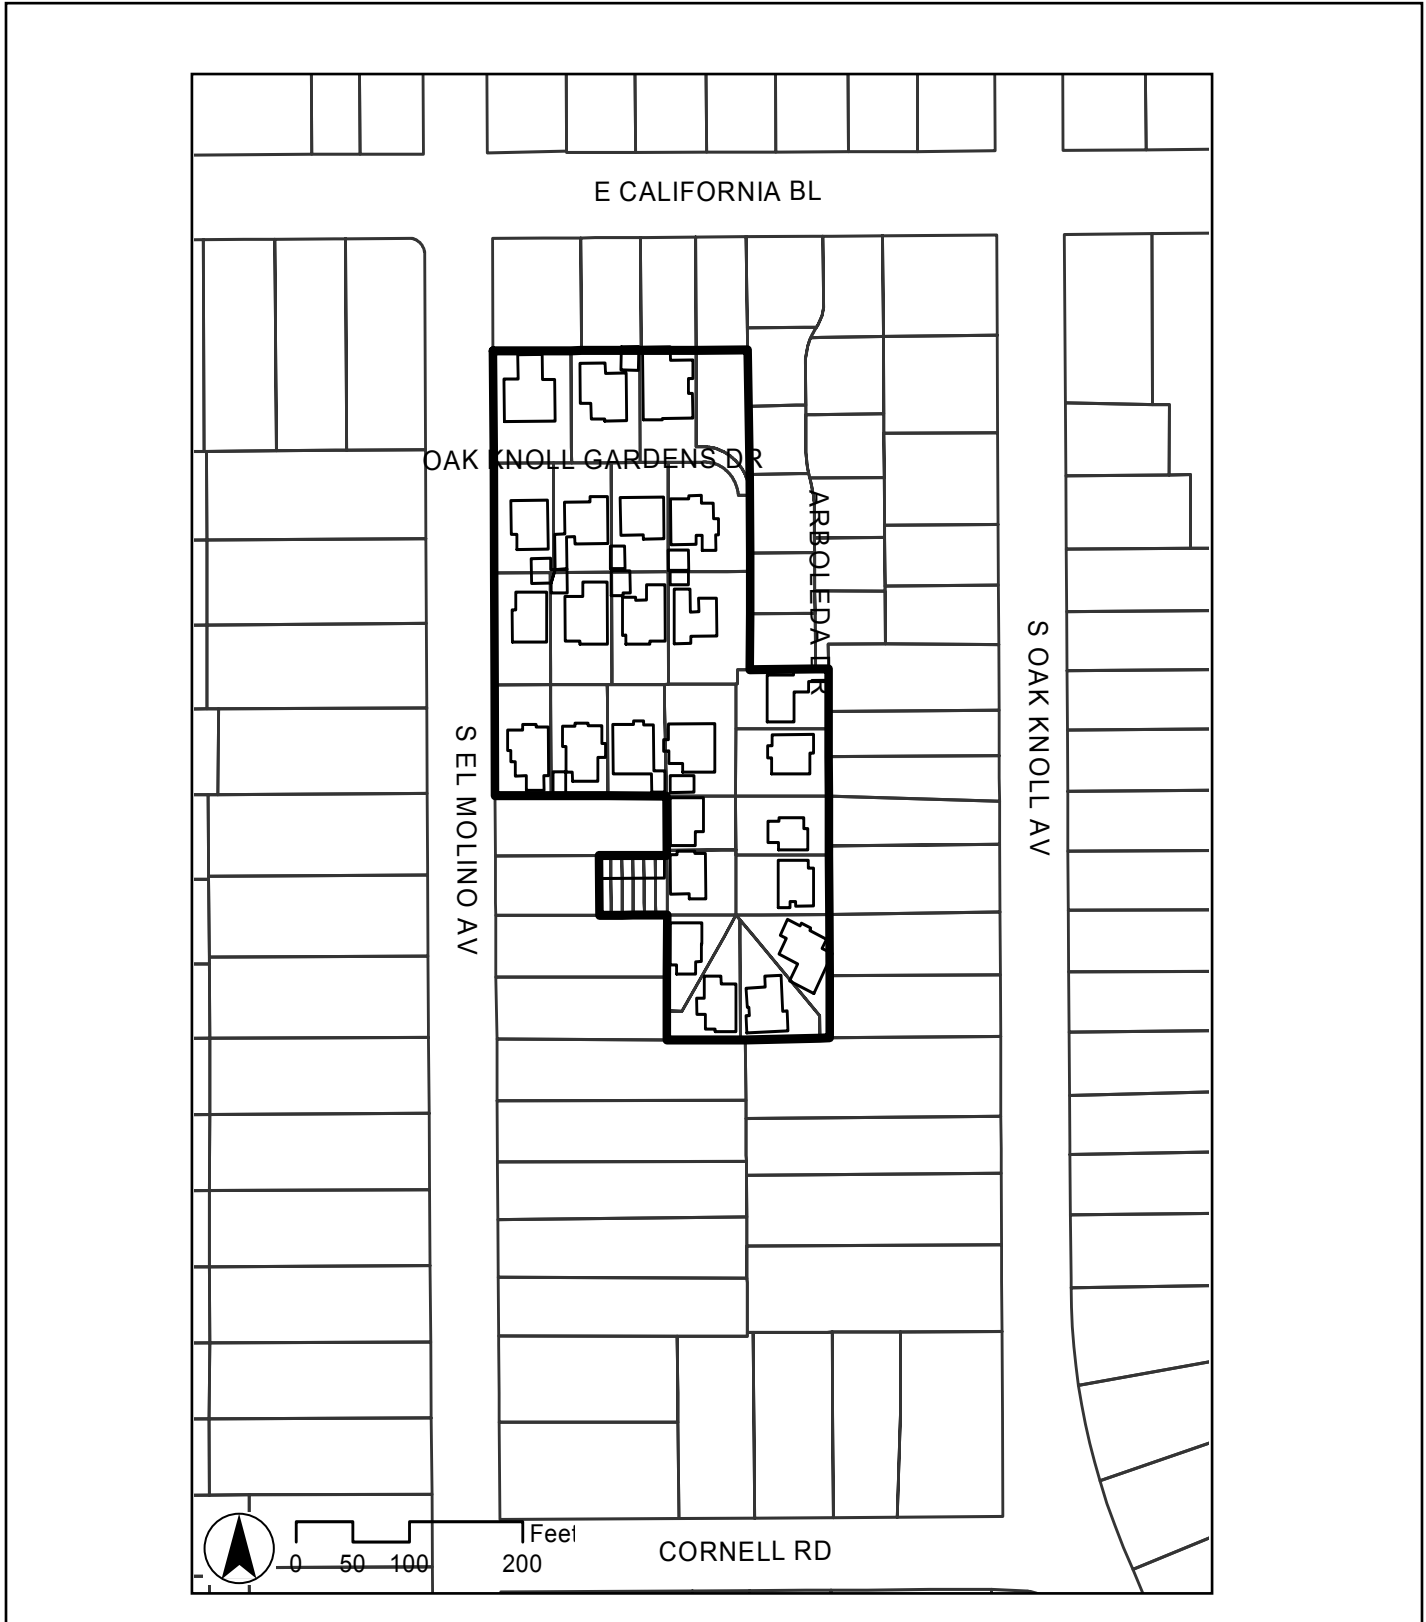 E CALIFORNIA BL
OAK KNOLL GARDENS DR
ARBOLEDA DR
S OAK KNOLL AV
S EL MOLINO AV
Feet
0 50 100 200
CORNELL RD